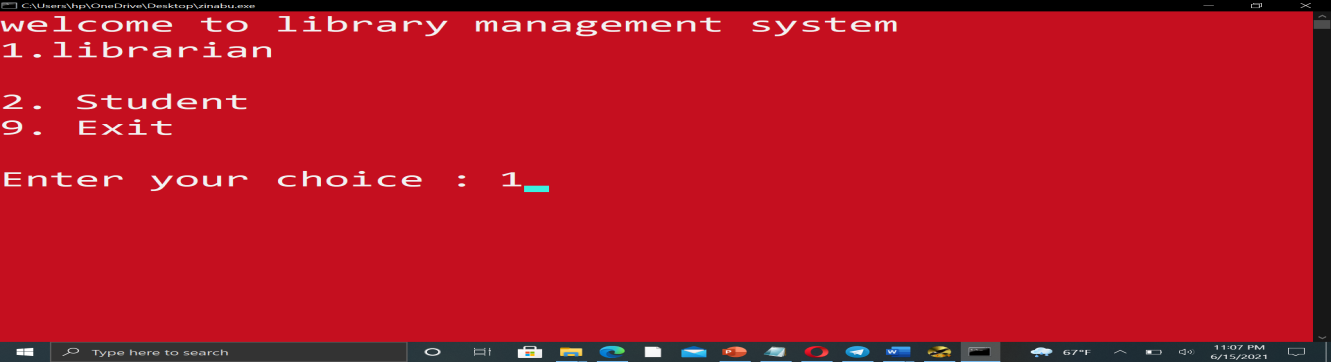 C:\Users\hp\OneDrive\Desktop\zinabu.exe
welcome to library management system
1.librarian
2. Student
9. Exit
Enter your choice : 1
Type here to search
67°F
11:07 PM
6/15/2021